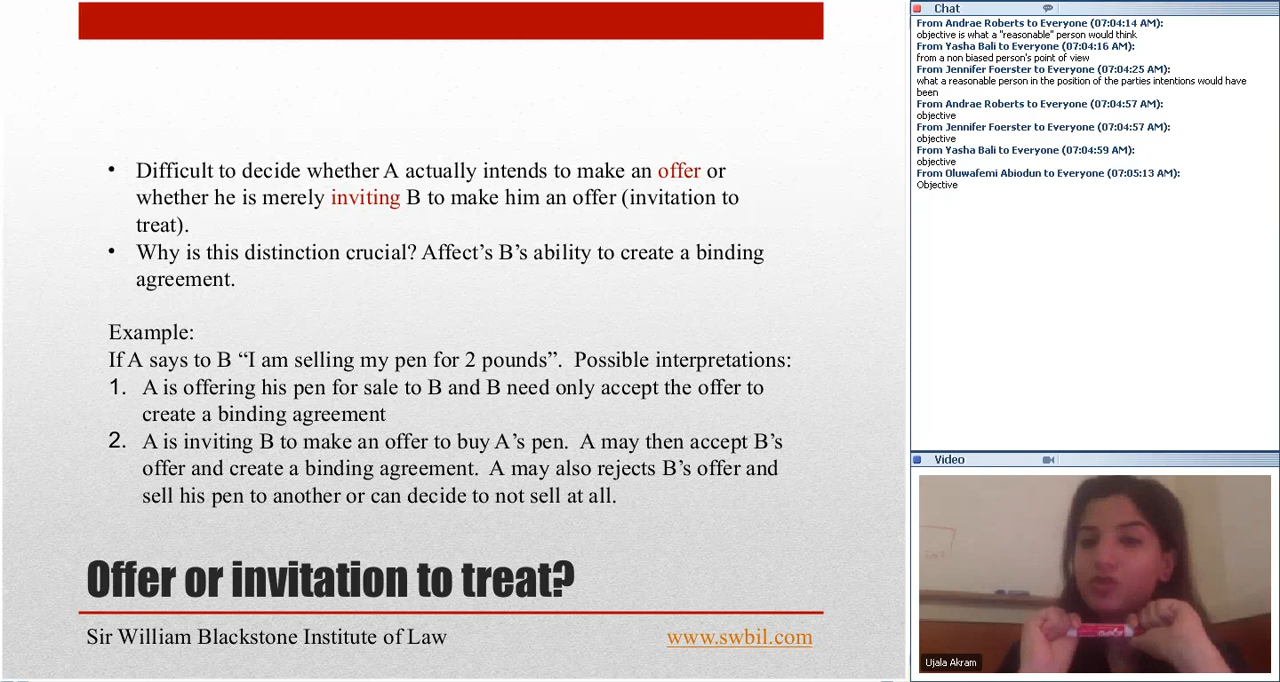 • Difficult to decide whether A actually intends to make an offer or
whether he is merely inviting B to make him an offer (invitation to
treat).
• Why is this distinction crucial? Affect’s B’s ability to create a binding
agreement.
Example:
If A says to B “I am selling my pen for 2 pounds”. Possible interpretations:
1. A is offering his pen for sale to B and B need only accept the offer to
create a binding agreement
2. A is inviting B to make an offer to buy A’s pen. A may then accept B’s
offer and create a binding agreement. A may also rejects B’s offer and
sell his pen to another or can decide to not sell at all.
Offer or invitation to treat?
Sir William Blackstone Institute of Law
www.swbil.com
Chat
From Andrae Roberts to Everyone (07:04:14 AM):
objective is what a "reasonable" person would think
From Yasha Bali to Everyone (07:04:16 AM):
from a non biased person's point of view
From Jennifer Foerster to Everyone (07:04:25 AM):
what a reasonable person in the position of the parties intentions would have
been
From Andrae Roberts to Everyone (07:04:57 AM):
objective
From Jennifer Foerster to Everyone (07:04:57 AM):
objective
From Yasha Bali to Everyone (07:04:59 AM):
objective
From Oluwafemi Abiodun to Everyone (07:05:13 AM):
Objective
Video
Ujala Akram